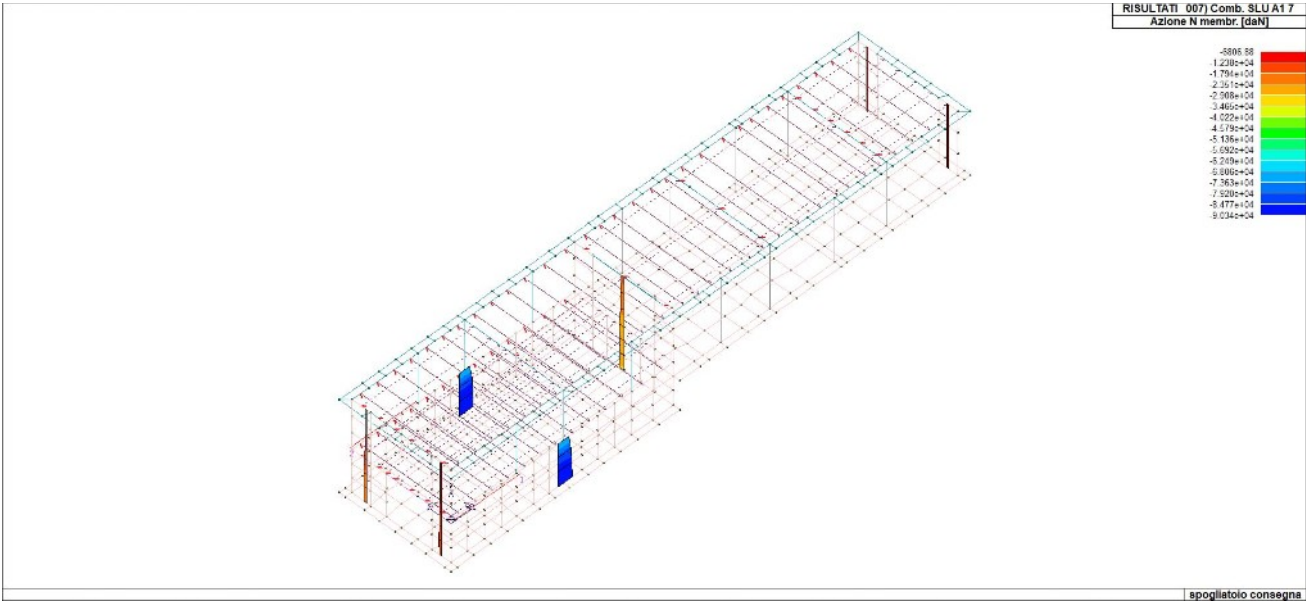 RISULTATI 007) Comb. SLU A1 7
Azione N membr. [daN]
-6806.88
-1.238e+04
-1.794e+04
-2.351e+04
-2.908e+04
-3.465e+04
-4.022e+04
-4.579e+04
-5.136e+04
-5.692e+04
-6.249e+04
-6.806e+04
-7.363e+04
-7.920e+04
-8.477e+04
-9.034e+04
spogliatoio consegna